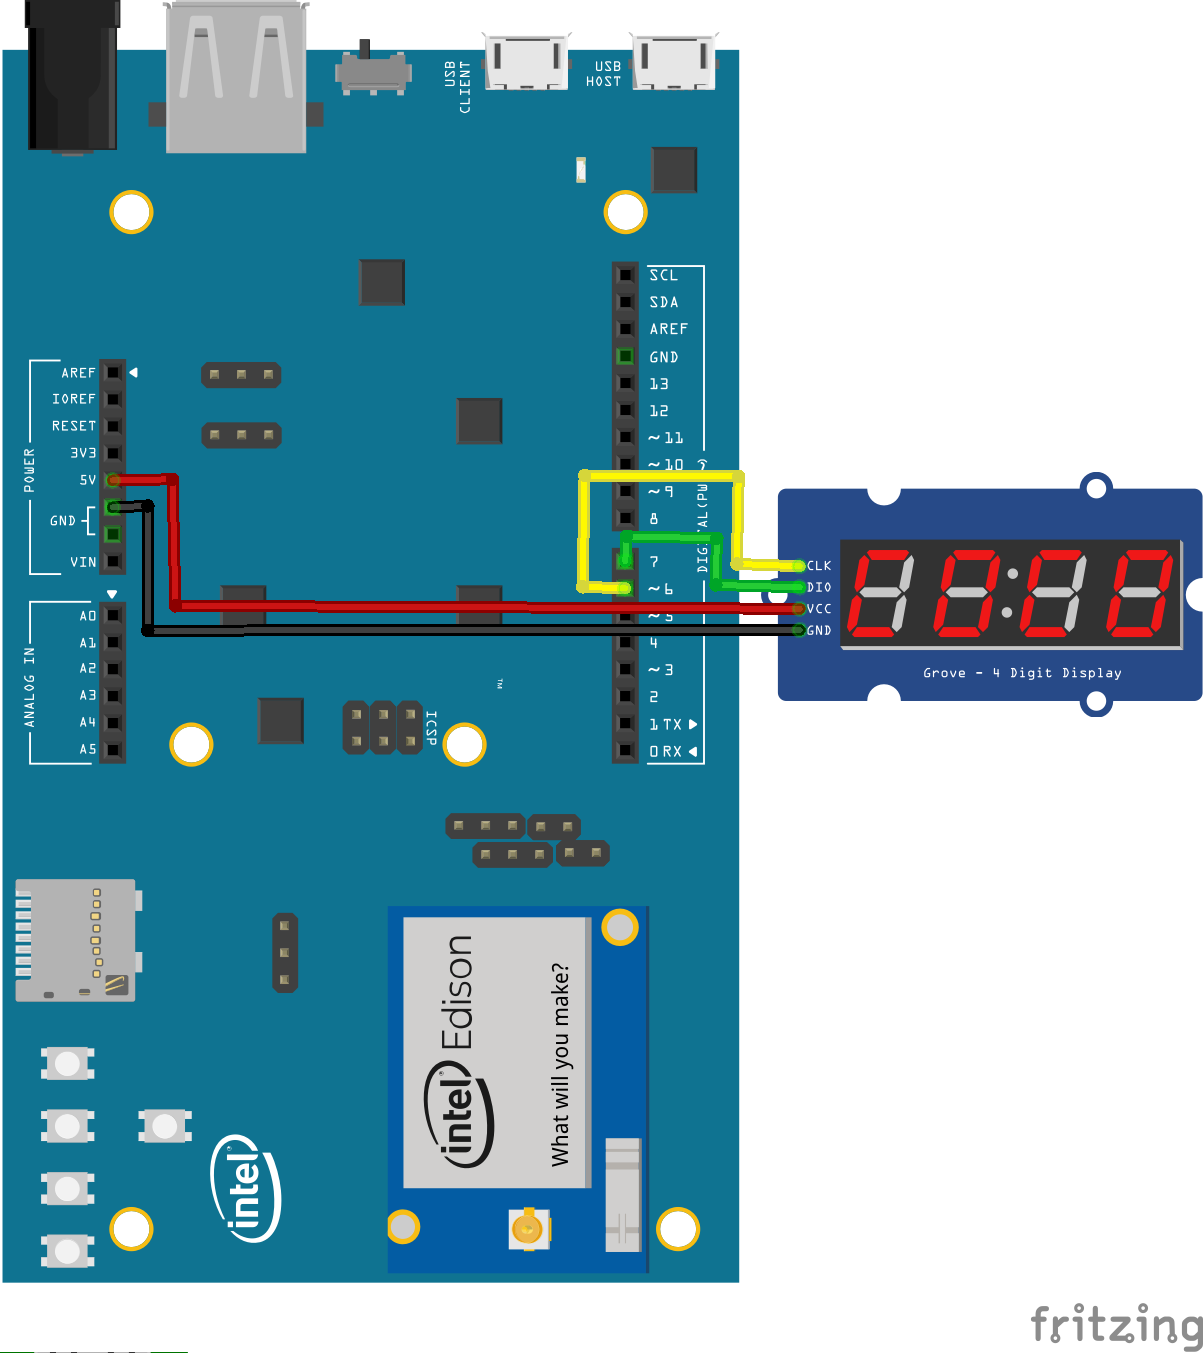 USB
CLIENT
USB
HOST
SCL
SDA
AREF
GND
13
12
~11
~10
~9
8
7
~6
~5
4
~3
2
1 TX
0 RX
AREF
IOREF
RESET
3V3
5V
GND
VIN
POWER
A0
A1
A2
A3
A4
A5
ANALOG IN
ICSP
TM
CLK
DIO
VCC
GND
Grove - 4 Digit Display
intel Edison
What will you make?
intel
fritzing